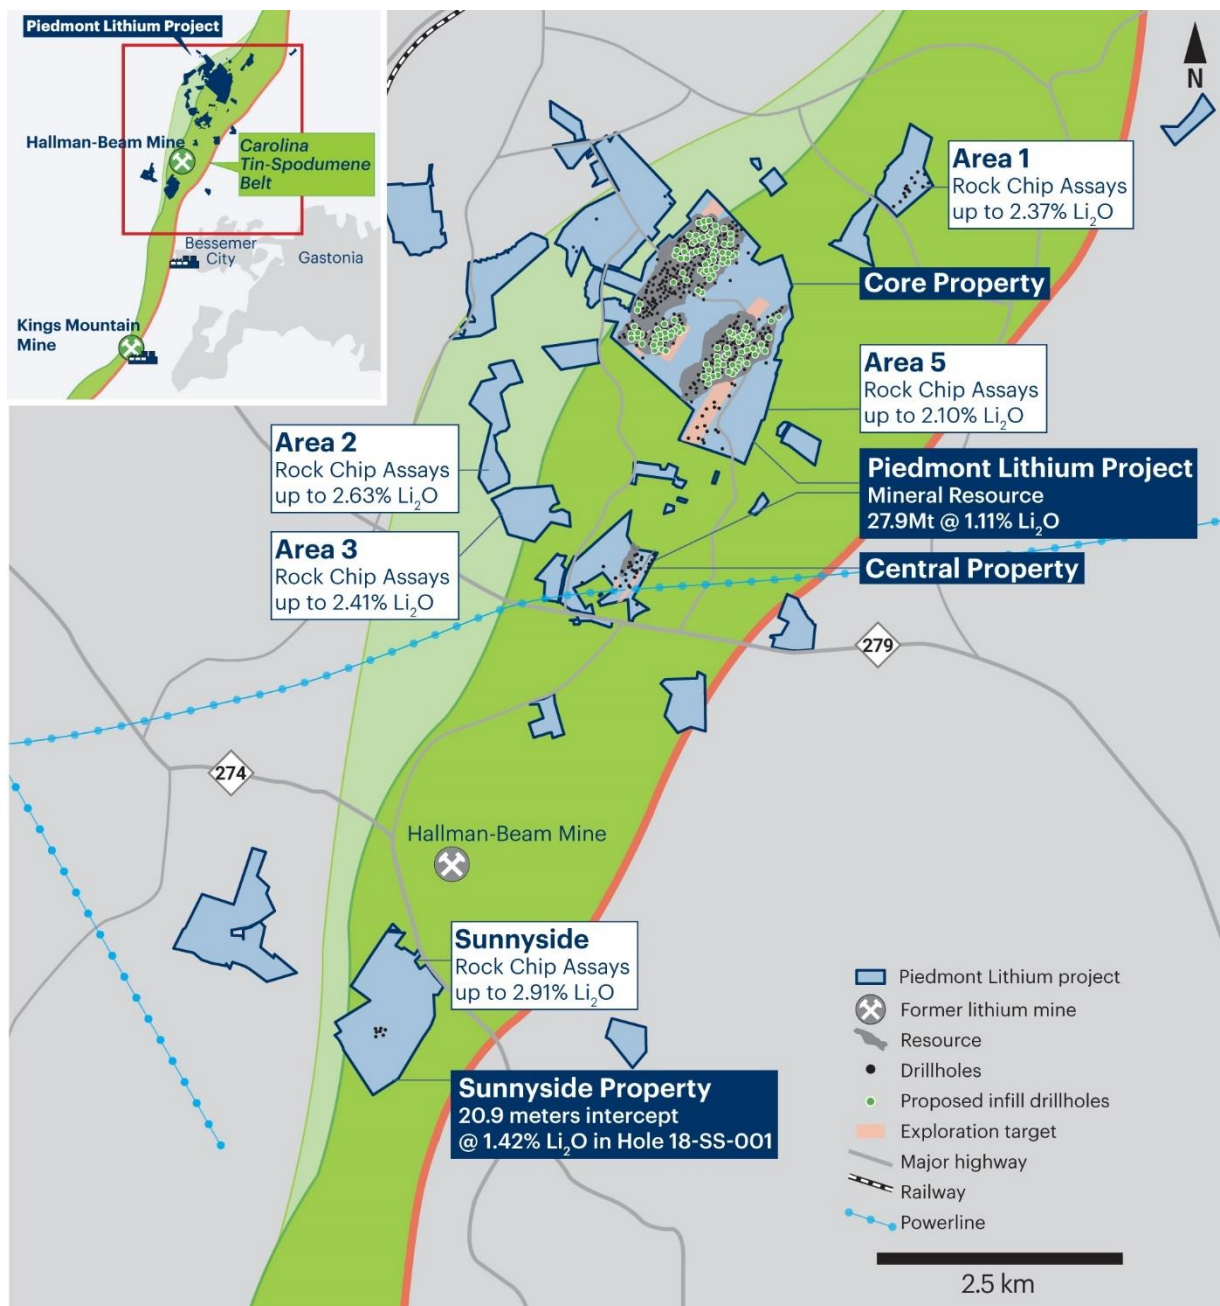 Piedmont Lithium Project
Hallman-Beam Mine
Carolina
Tin-Spodumene
Belt
Bessemer
City
Gastonia
Kings Mountain
Mine
N
Area 1
Rock Chip Assays
up to 2.37% Li₂O
Core Property
Area 5
Rock Chip Assays
up to 2.10% Li₂O
Area 2
Rock Chip Assays
up to 2.63% Li₂O
Piedmont Lithium Project
Mineral Resource
27.9Mt @ 1.11% Li₂O
Area 3
Rock Chip Assays
up to 2.41% Li₂O
Central Property
279
274
Hallman-Beam Mine
Sunnyside
Rock Chip Assays
up to 2.91% Li₂O
Sunnyside Property
20.9 meters intercept
@ 1.42% Li₂O in Hole 18-SS-001
Piedmont Lithium project
Former lithium mine
Resource
Drillholes
Proposed infill drillholes
Exploration target
Major highway
Railway
Powerline
2.5 km